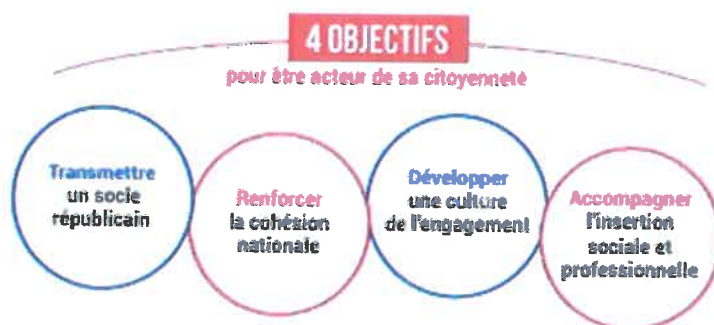 4 OBJECTIFS
pour être acteur de sa citoyenneté
Transmettre
un socle
républicain
Renforcer
la cohésion
nationale
Développer
une culture
de l'engagement
Accompagner
l'insertion
sociale et
professionnelle